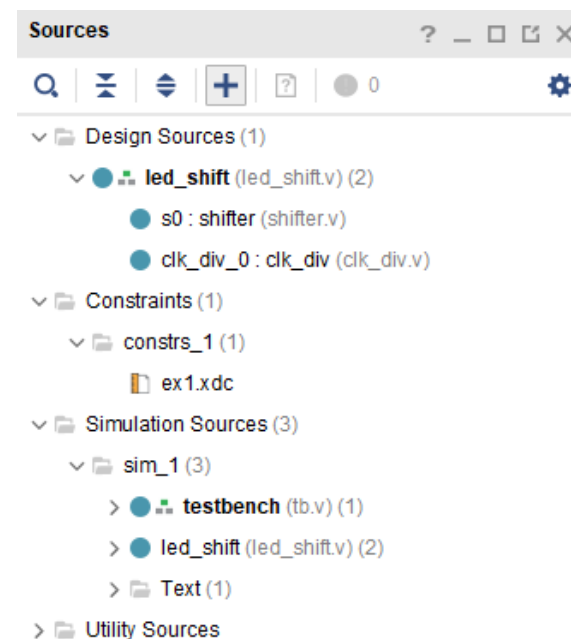 Sources
0
Design Sources (1)
led_shift (led_shift.v) (2)
s0 : shifter (shifter.v)
clk_div_0 : clk_div (clk_div.v)
Constraints (1)
constrs_1 (1)
ex1.xdc
Simulation Sources (3)
sim_1 (3)
testbench (tb.v) (1)
led_shift (led_shift.v) (2)
Text (1)
Utility Sources